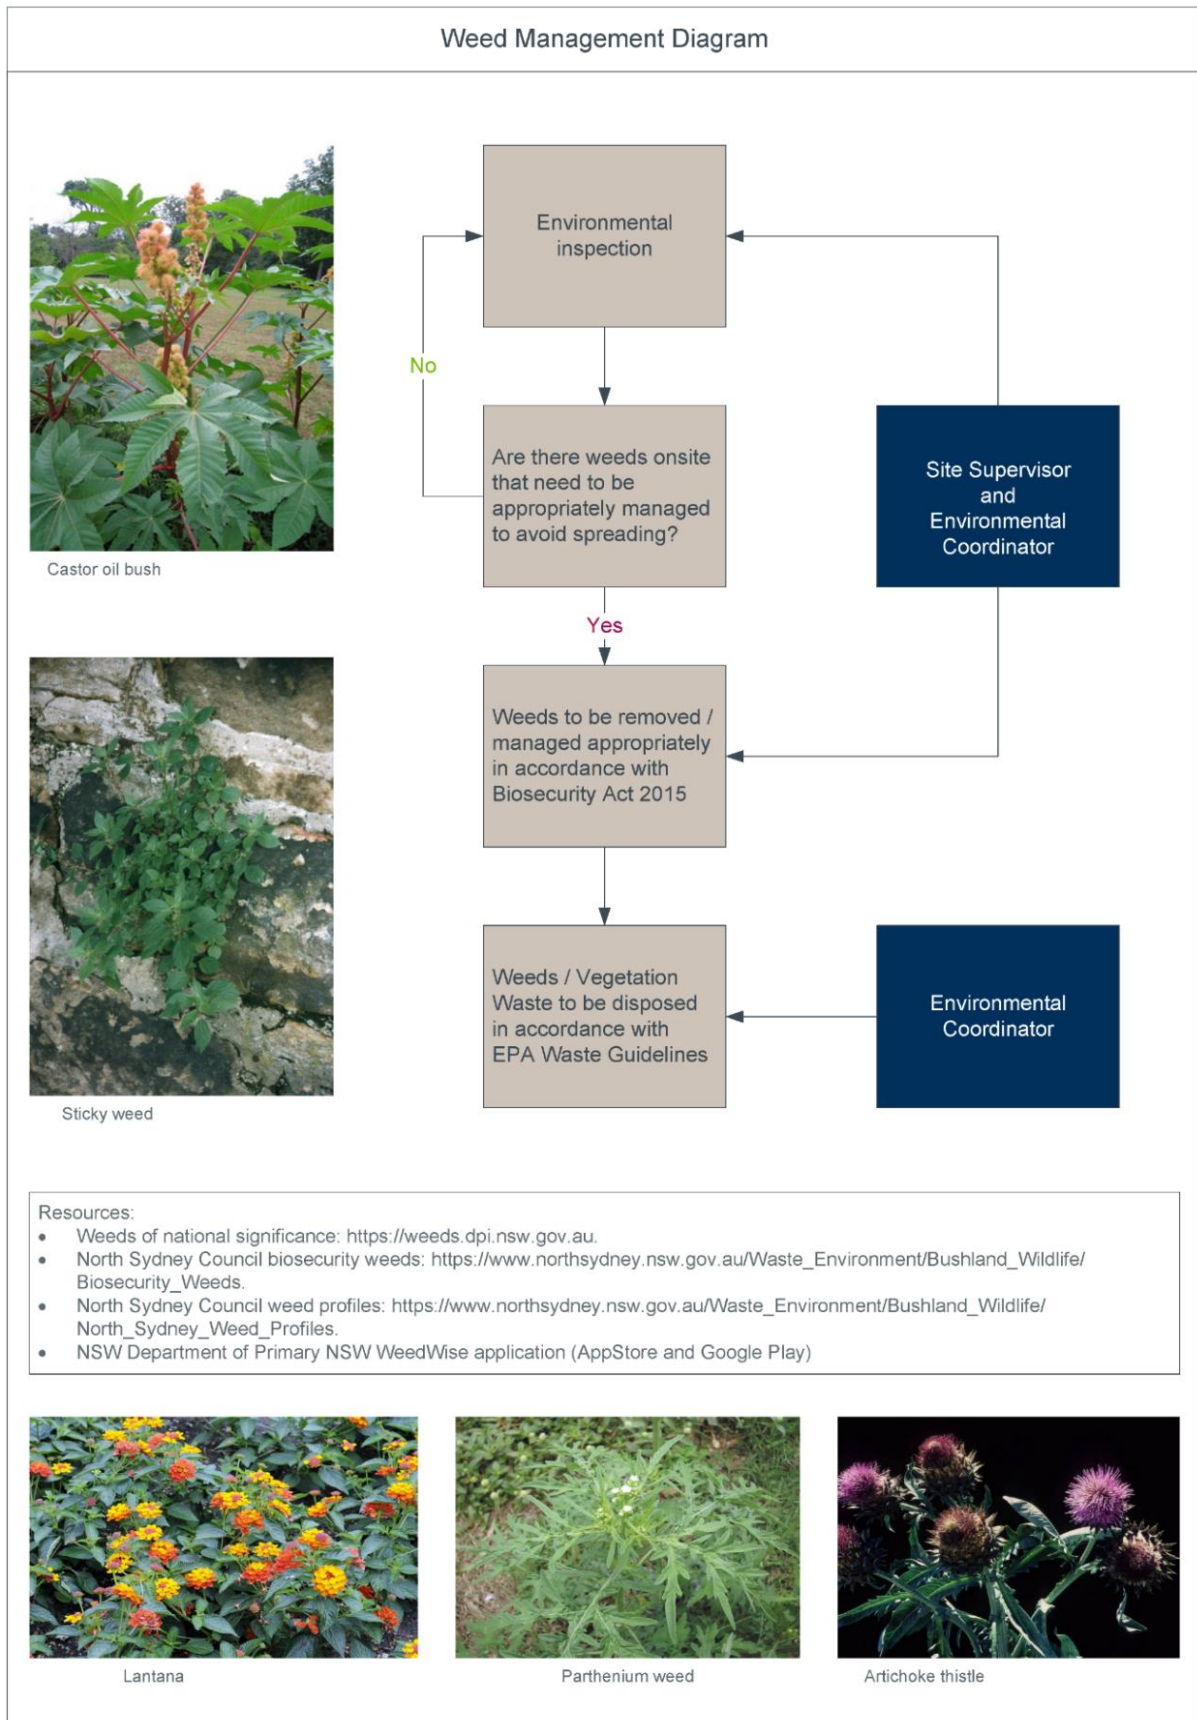 Weed Management Diagram
Environmental
inspection
No
Are there weeds onsite
that need to be
appropriately managed
to avoid spreading?
Site Supervisor
and
Environmental
Coordinator
Castor oil bush
Yes
Weeds to be removed /
managed appropriately
in accordance with
Biosecurity Act 2015
Weeds / Vegetation
Waste to be disposed
in accordance with
EPA Waste Guidelines
Environmental
Coordinator
Sticky weed
Resources:
• Weeds of national significance: https://weeds.dpi.nsw.gov.au.
• North Sydney Council biosecurity weeds: https://www.northsydney.nsw.gov.au/Waste_Environment/Bushland_Wildlife/
Biosecurity_Weeds.
• North Sydney Council weed profiles: https://www.northsydney.nsw.gov.au/Waste_Environment/Bushland_Wildlife/
North_Sydney_Weed_Profiles.
• NSW Department of Primary NSW WeedWise application (AppStore and Google Play)
Lantana
Parthenium weed
Artichoke thistle